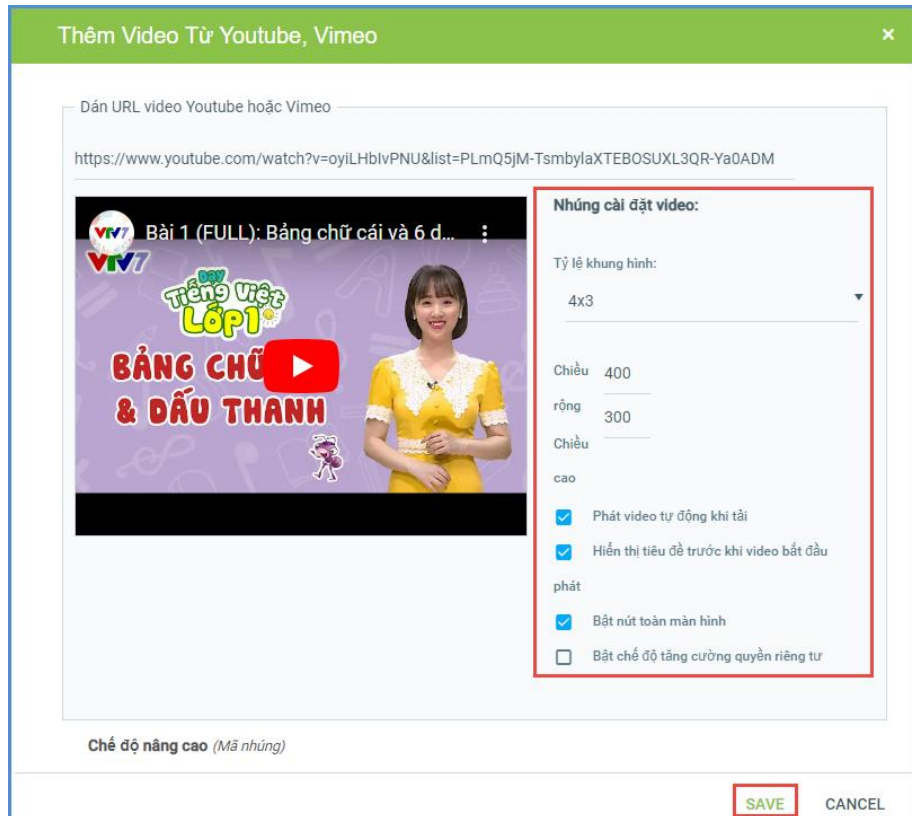 Thêm Video Từ Youtube, Vimeo
×
Dán URL video Youtube hoặc Vimeo
https://www.youtube.com/watch?v=oyiLHbIvPNU&list=PLmQ5jM-TsmbylaXTEBOSUXL3QR-Ya0ADM
VTV7
Bài 1 (FULL): Bảng chữ cái và 6 d...
VTV7
Dạy
Tiếng Việt
Lớp 1
BẢNG CHỮ
& DẤU THANH
Nhúng cài đặt video:
Tỷ lệ khung hình:
4x3
Chiều 400
rộng
300
Chiều
cao
Phát video tự động khi tải
Hiển thị tiêu đề trước khi video bắt đầu
phát
Bật nút toàn màn hình
Bật chế độ tăng cường quyền riêng tư
Chế độ nâng cao (Mã nhúng)
SAVE CANCEL